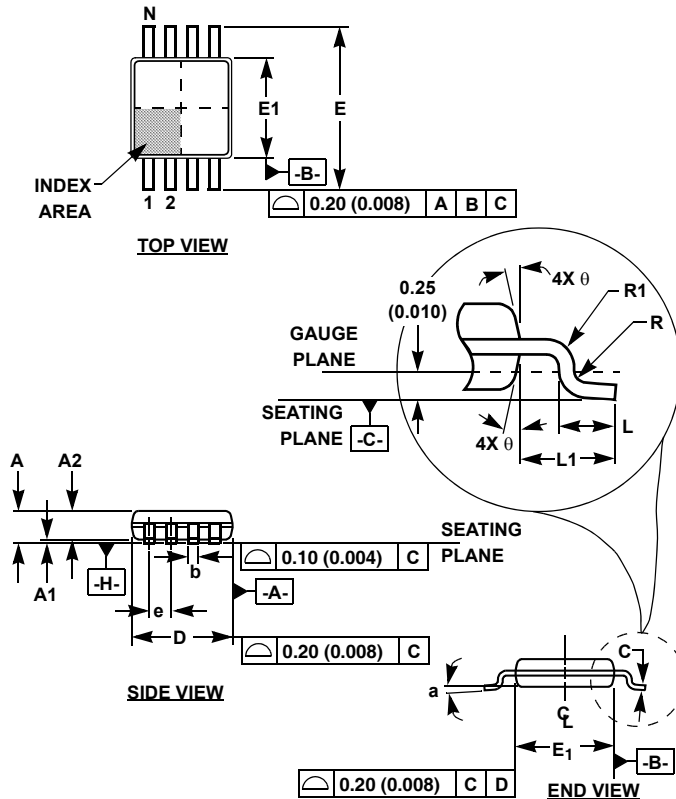 N
E1
E
-B-
INDEX
AREA
1 2
0.20 (0.008) A B C
TOP VIEW
0.25
(0.010)
4X θ
R1
R
GAUGE
PLANE
SEATING
PLANE
-C-
4X θ
L
L1
A
A2
SEATING
PLANE
A1
-H-
b
0.10 (0.004) C
-A-
e
D
0.20 (0.008) C
SIDE VIEW
C
a
CL
E1
-B-
0.20 (0.008) C D
END VIEW